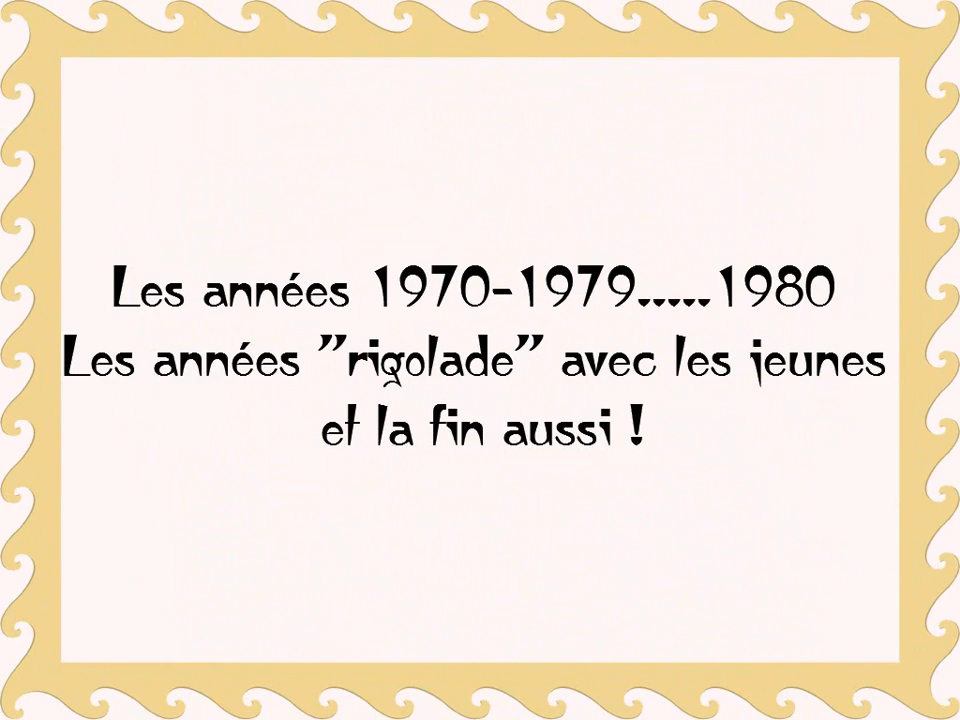 Les années 1970-1979.....1980
Les années "rigolade" avec les jeunes
et la fin aussi !